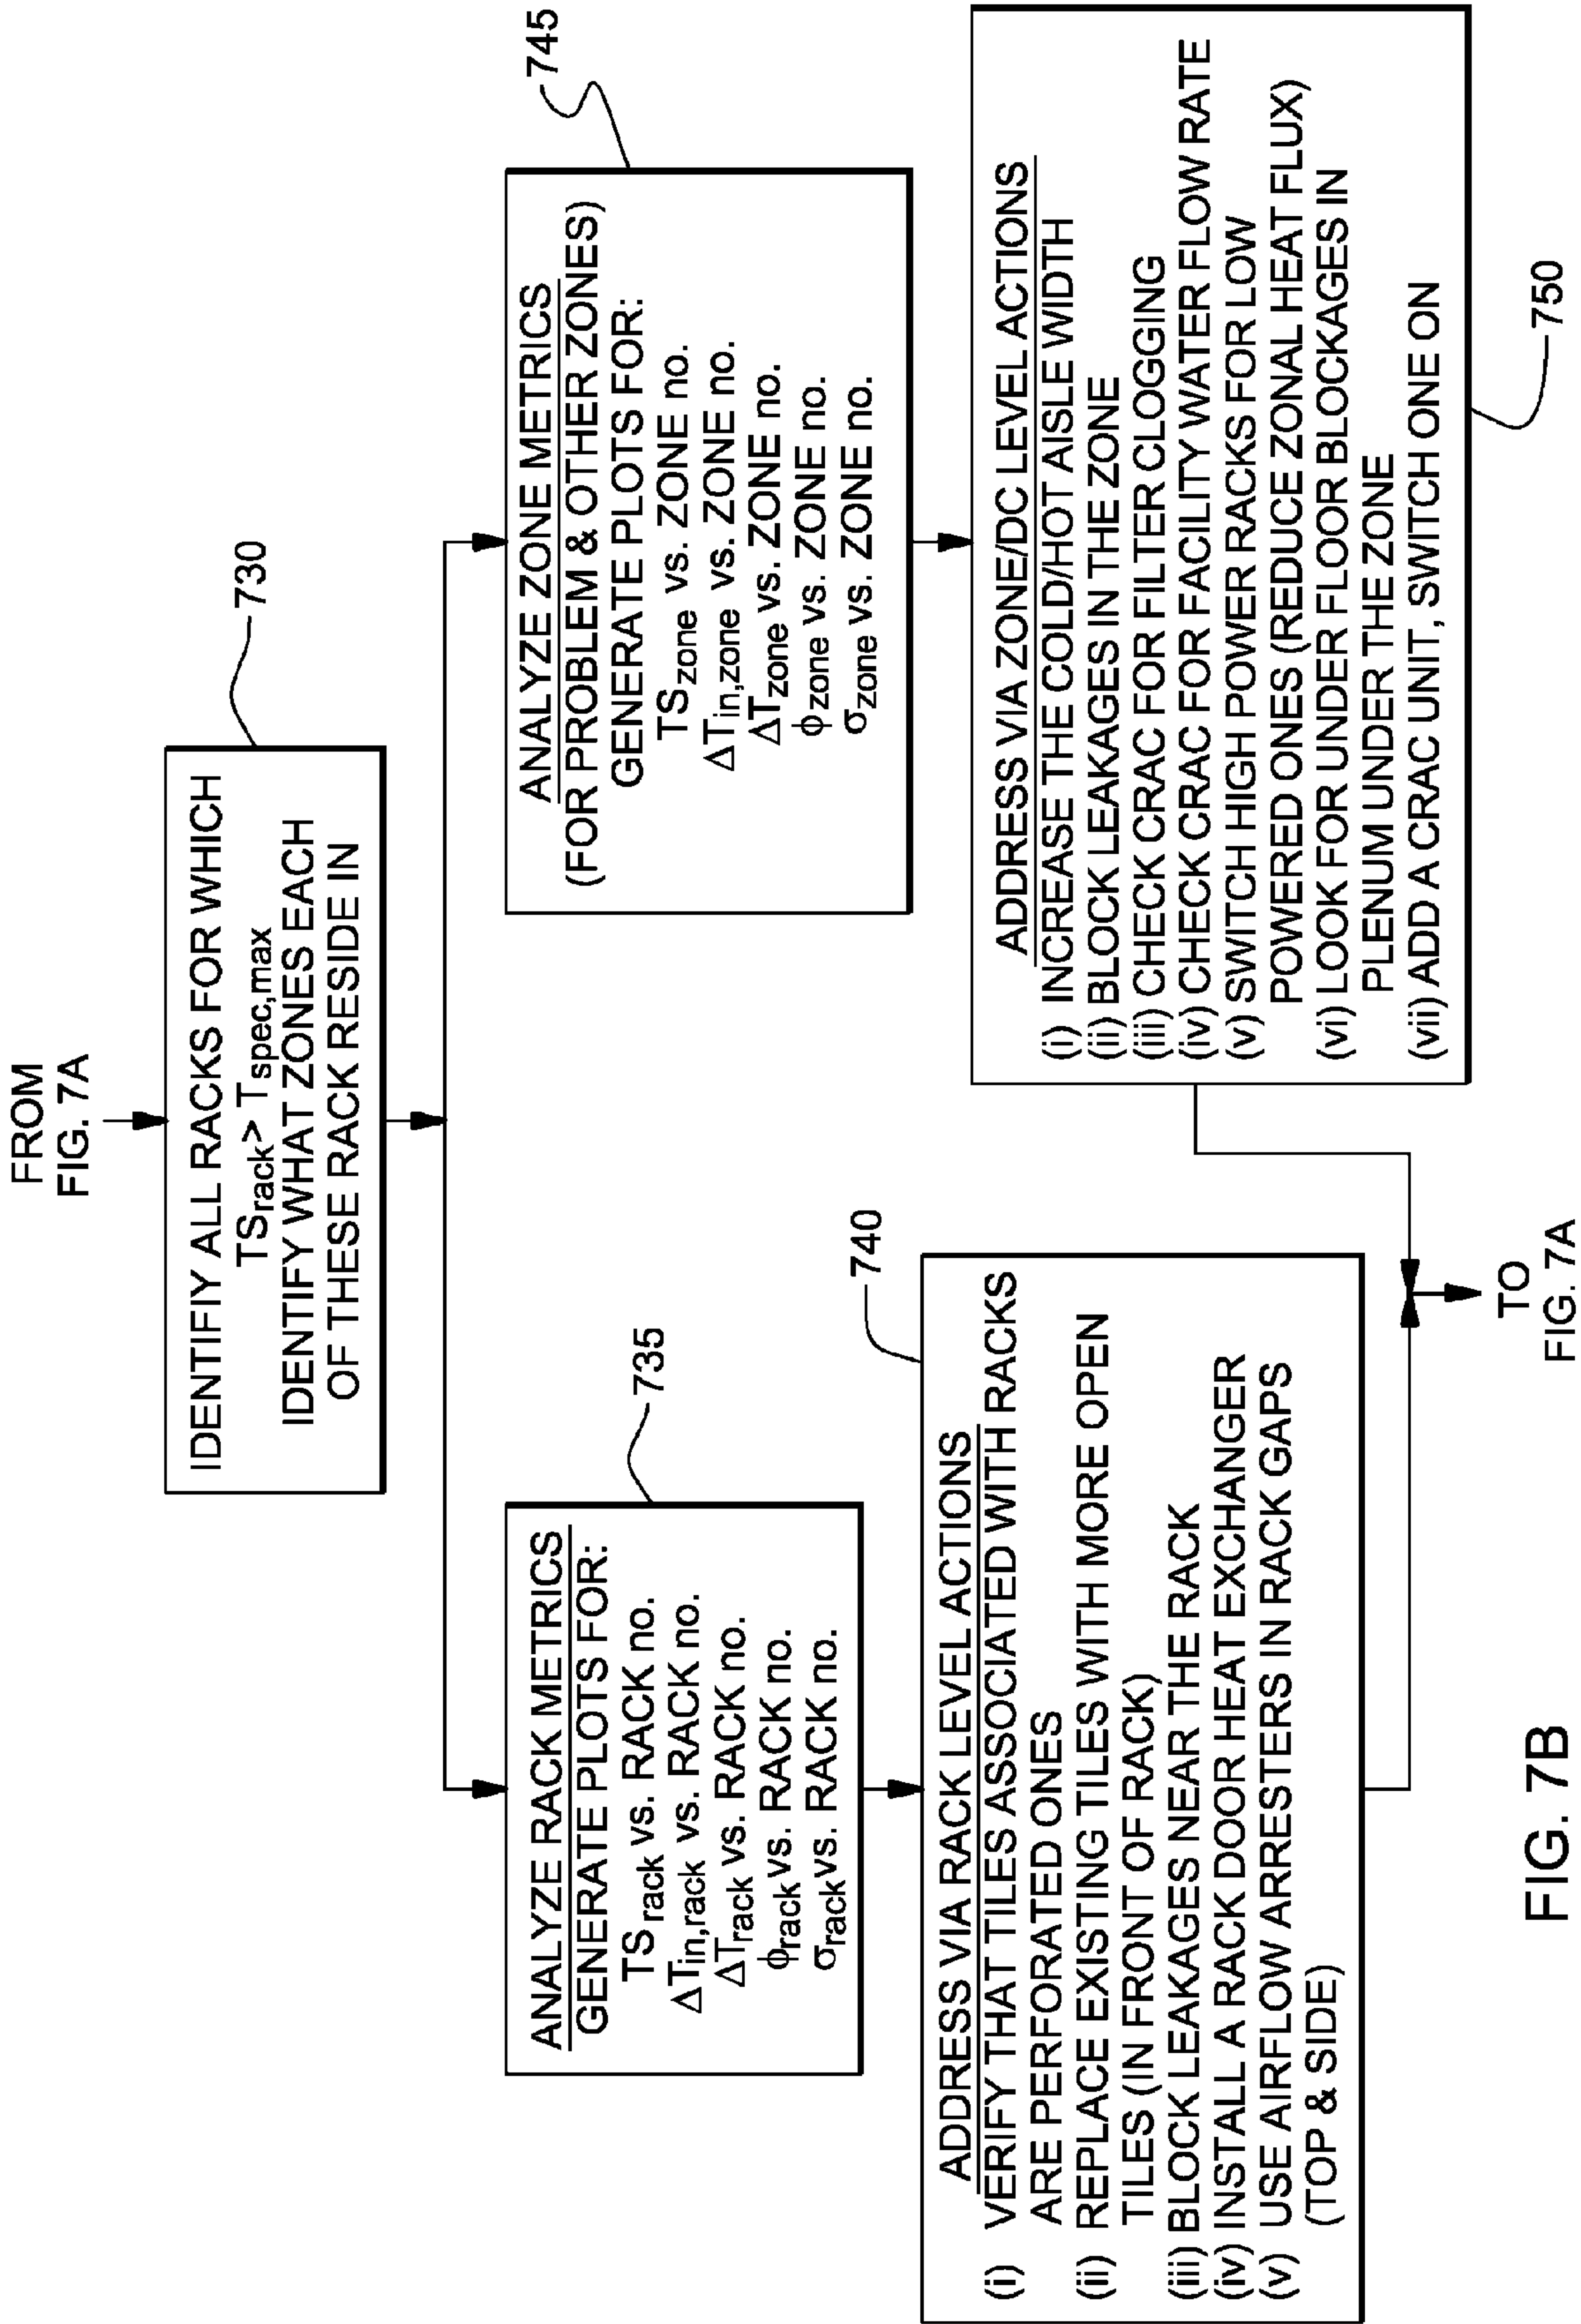 FROM
FIG. 7A
730
IDENTIFIY ALL RACKS FOR WHICH
TSrack > Tspec,max
IDENTIFY WHAT ZONES EACH
OF THESE RACK RESIDE IN
735
ANALYZE RACK METRICS
GENERATE PLOTS FOR:
TSrack vs. RACK no.
ΔTin,rack vs. RACK no.
ΔTrack vs. RACK no.
ϕrack vs. RACK no.
σrack vs. RACK no.
745
ANALYZE ZONE METRICS
(FOR PROBLEM & OTHER ZONES)
GENERATE PLOTS FOR:
TSzone vs. ZONE no.
ΔTin,zone vs. ZONE no.
ΔTzone vs. ZONE no.
ϕzone vs. ZONE no.
σzone vs. ZONE no.
740
ADDRESS VIA RACK LEVEL ACTIONS
(i) VERIFY THAT TILES ASSOCIATED WITH RACKS
ARE PERFORATED ONES
(ii) REPLACE EXISTING TILES WITH MORE OPEN
TILES (IN FRONT OF RACK)
(iii) BLOCK LEAKAGES NEAR THE RACK
(iv) INSTALL A RACK DOOR HEAT EXCHANGER
(v) USE AIRFLOW ARRESTERS IN RACK GAPS
(TOP & SIDE)
ADDRESS VIA ZONE/DC LEVEL ACTIONS
(i) INCREASE THE COLD/HOT AISLE WIDTH
(ii) BLOCK LEAKAGES IN THE ZONE
(iii) CHECK CRAC FOR FILTER CLOGGING
(iv) CHECK CRAC FOR FACILITY WATER FLOW RATE
(v) SWITCH HIGH POWER RACKS FOR LOW
POWERED ONES (REDUCE ZONAL HEAT FLUX)
(vi) LOOK FOR UNDER FLOOR BLOCKAGES IN
PLENUM UNDER THE ZONE
(vii) ADD A CRAC UNIT, SWITCH ONE ON
750
TO
FIG. 7A
FIG. 7B